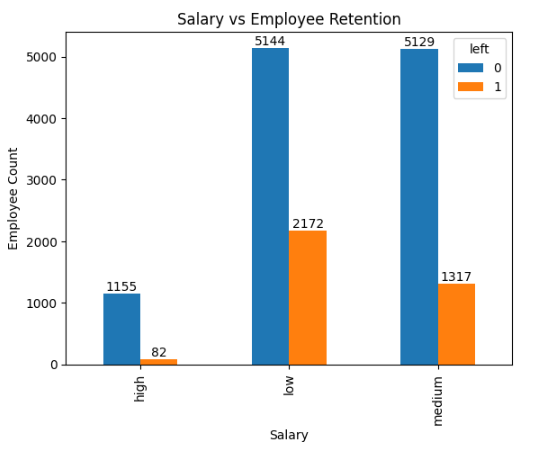 Salary vs Employee Retention
5144
5129
left
0
1
5000
4000
3000
2000
1000
0
Employee Count
2172
1317
1155
82
high
low
medium
Salary